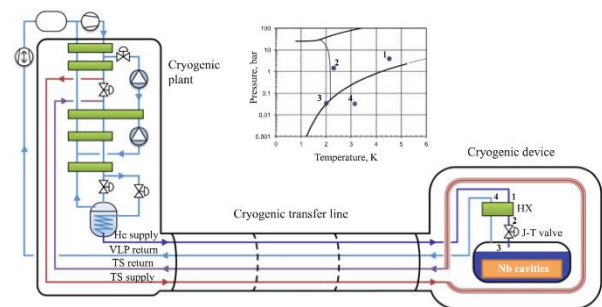 Cryogenic
plant
Pressure, bar
100
10
1
0.1
0.01
0.001
0 1 2 3 4 5 6
Temperature, K
1
2
3
4
Cryogenic device
Cryogenic transfer line
He supply
VLP return
TS return
TS supply
4 1
HX
2
J-T valve
3
Nb cavities